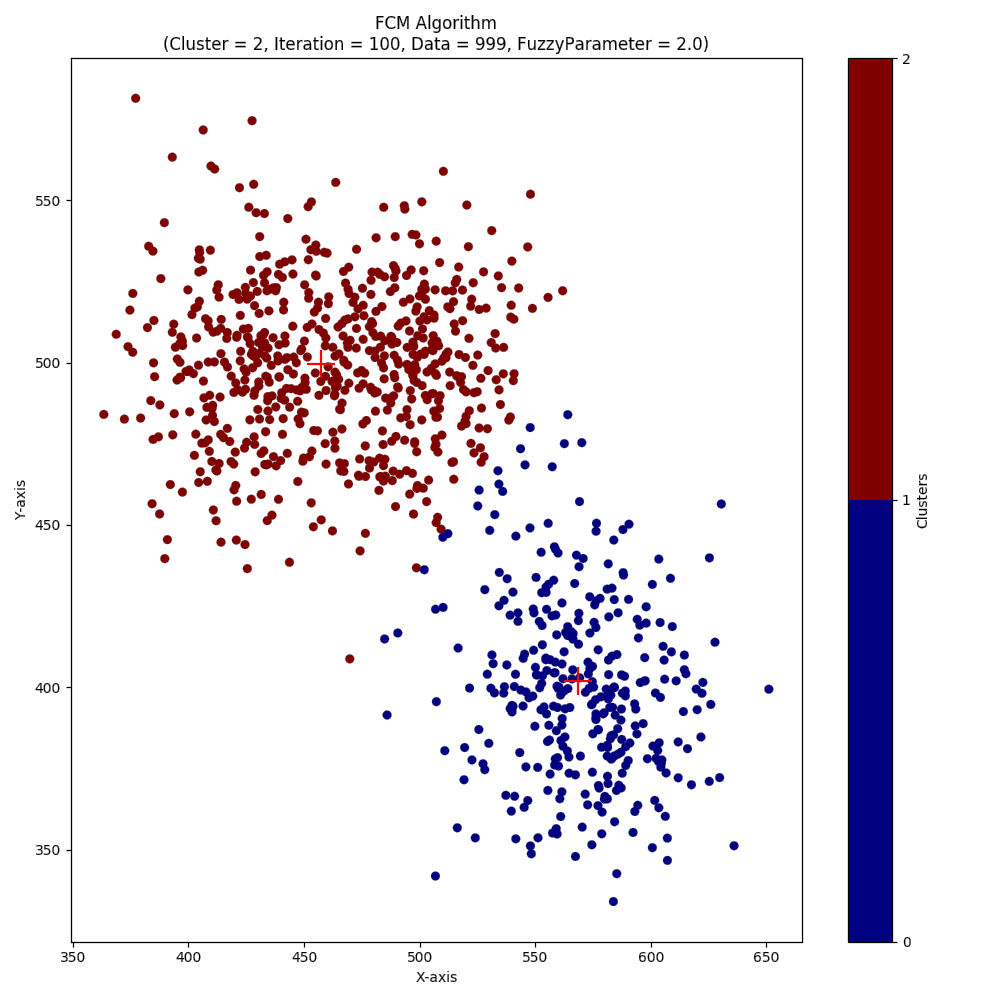 FCM Algorithm
(Cluster = 2, Iteration = 100, Data = 999, FuzzyParameter = 2.0)
550
500
450
400
350
Y-axis
350 400 450 500 550 600 650
X-axis
2
1
0
Clusters